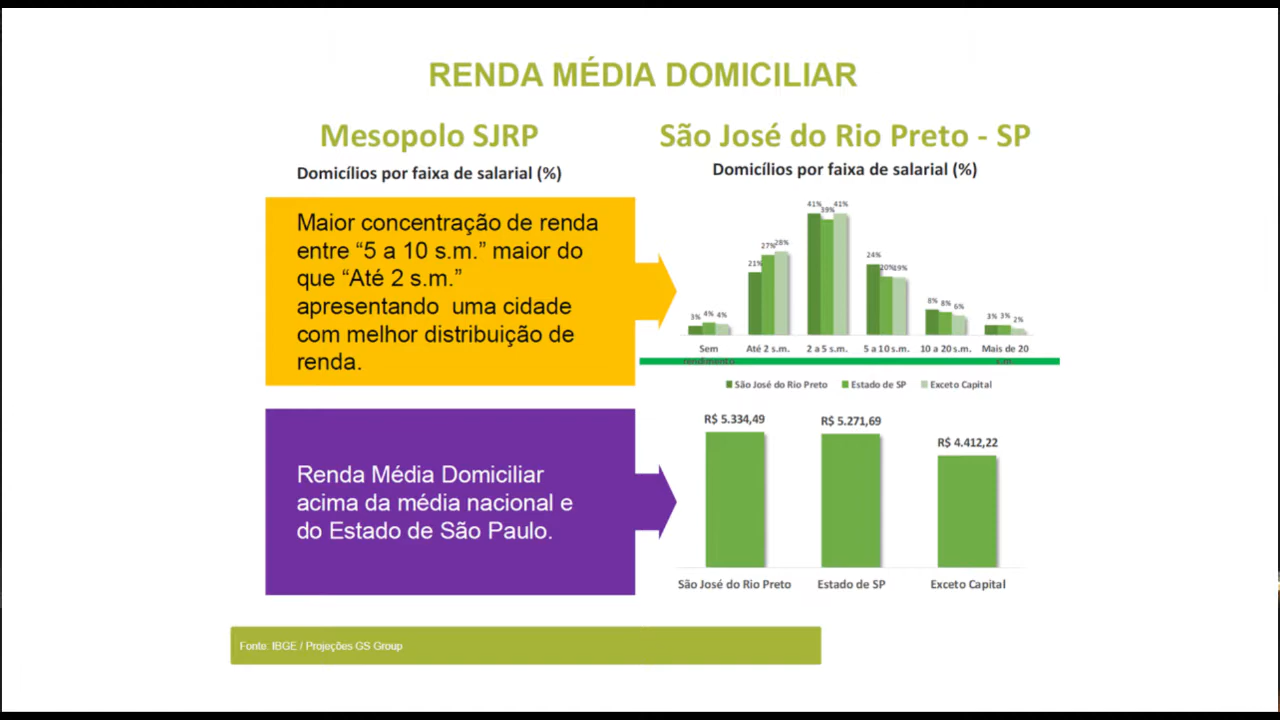 RENDA MÉDIA DOMICILIAR
Mesopolo SJRP
Domicílios por faixa de salarial (%)
Maior concentração de renda
entre “5 a 10 s.m.” maior do
que “Até 2 s.m.”
apresentando uma cidade
com melhor distribuição de
renda.
Renda Média Domiciliar
acima da média nacional e
do Estado de São Paulo.
São José do Rio Preto - SP
Domicílios por faixa de salarial (%)
3% 4% 4%
21% 27% 28%
41% 39% 41%
24% 20% 19%
8% 8% 6%
3% 3% 2%
Sem Até 2 s.m. 2 a 5 s.m. 5 a 10 s.m. 10 a 20 s.m. Mais de 20
rendimento s.m.
São José do Rio Preto Estado de SP Exceto Capital
R$ 5.334,49 R$ 5.271,69 R$ 4.412,22
São José do Rio Preto Estado de SP Exceto Capital
Fonte: IBGE / Projeções GS Group